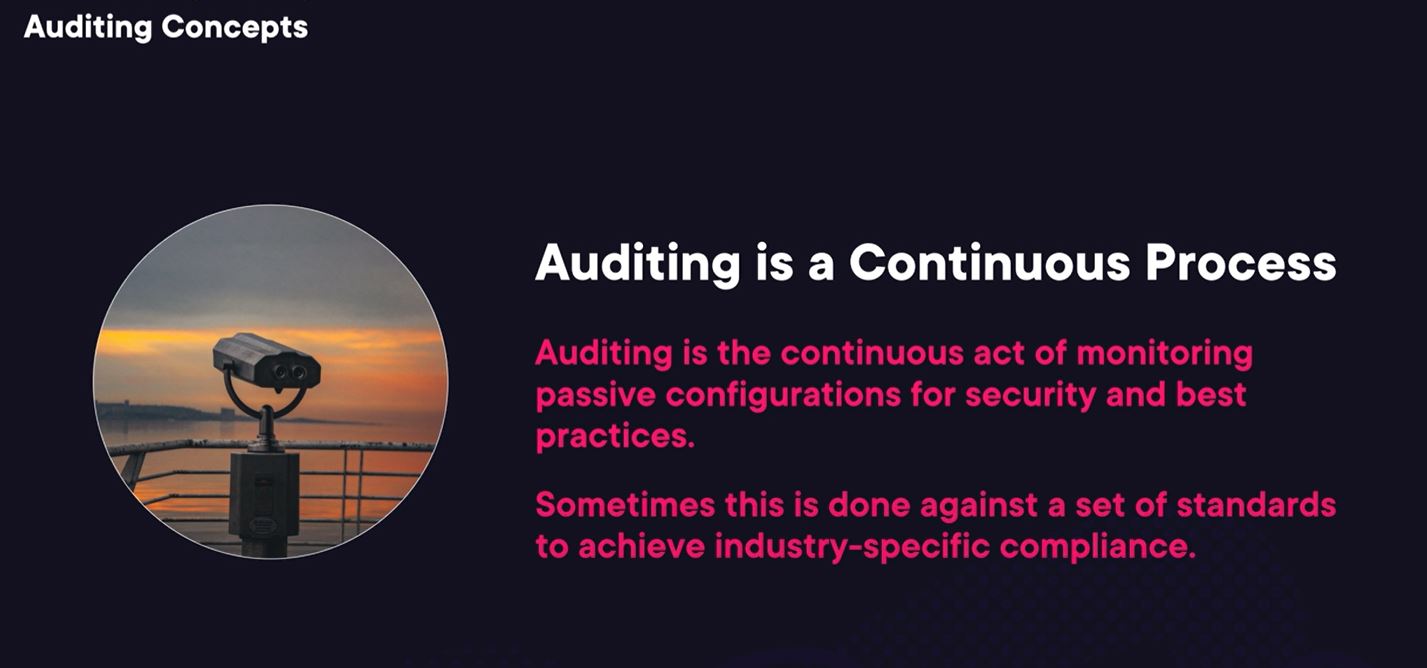 Auditing Concepts
Auditing is a Continuous Process
Auditing is the continuous act of monitoring
passive configurations for security and best
practices.
Sometimes this is done against a set of standards
to achieve industry-specific compliance.